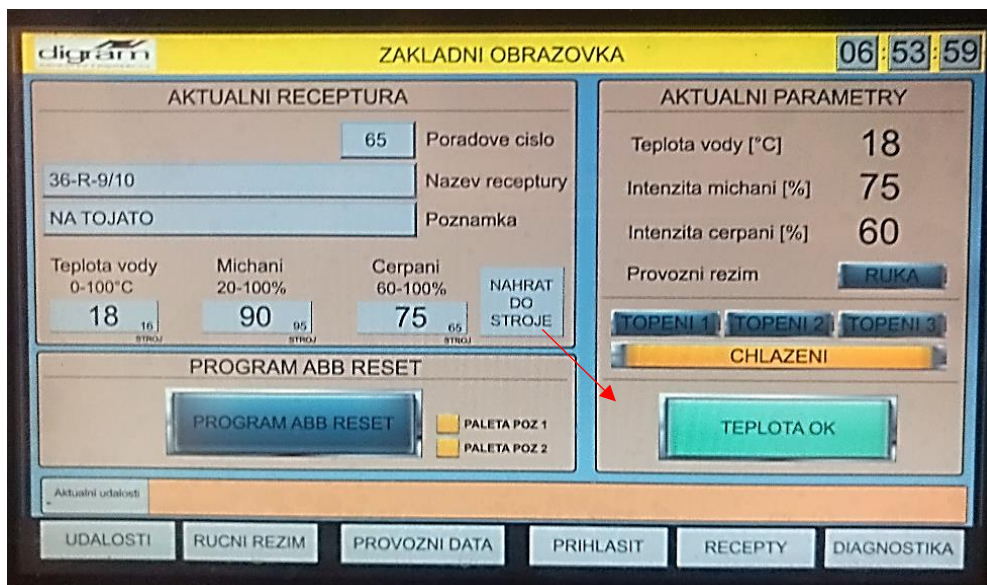 digram
ZAKLADNI OBRAZOVKA
06:53:59
AKTUALNI RECEPTURA
65 Poradove cislo
36-R-9/10 Nazev receptury
NA TOJATO Poznamka
Teplota vody Michani Cerpani
0-100°C 20-100% 60-100%
NAHRAT
DO
STROJE
18 16 90 95 75 65
STROJ STROJ STROJ
PROGRAM ABB RESET
PROGRAM ABB RESET
PALETA POZ 1
PALETA POZ 2
AKTUALNI PARAMETRY
Teplota vody [°C] 18
Intenzita michani [%] 75
Intenzita cerpani [%] 60
Provozni rezim RUKA
TOPENI 1 TOPENI 2 TOPENI 3
CHLAZENI
TEPLOTA OK
Aktualni udalosti
UDALOSTI RUCNI REZIM PROVOZNI DATA PRIHLASIT RECEPTY DIAGNOSTIKA